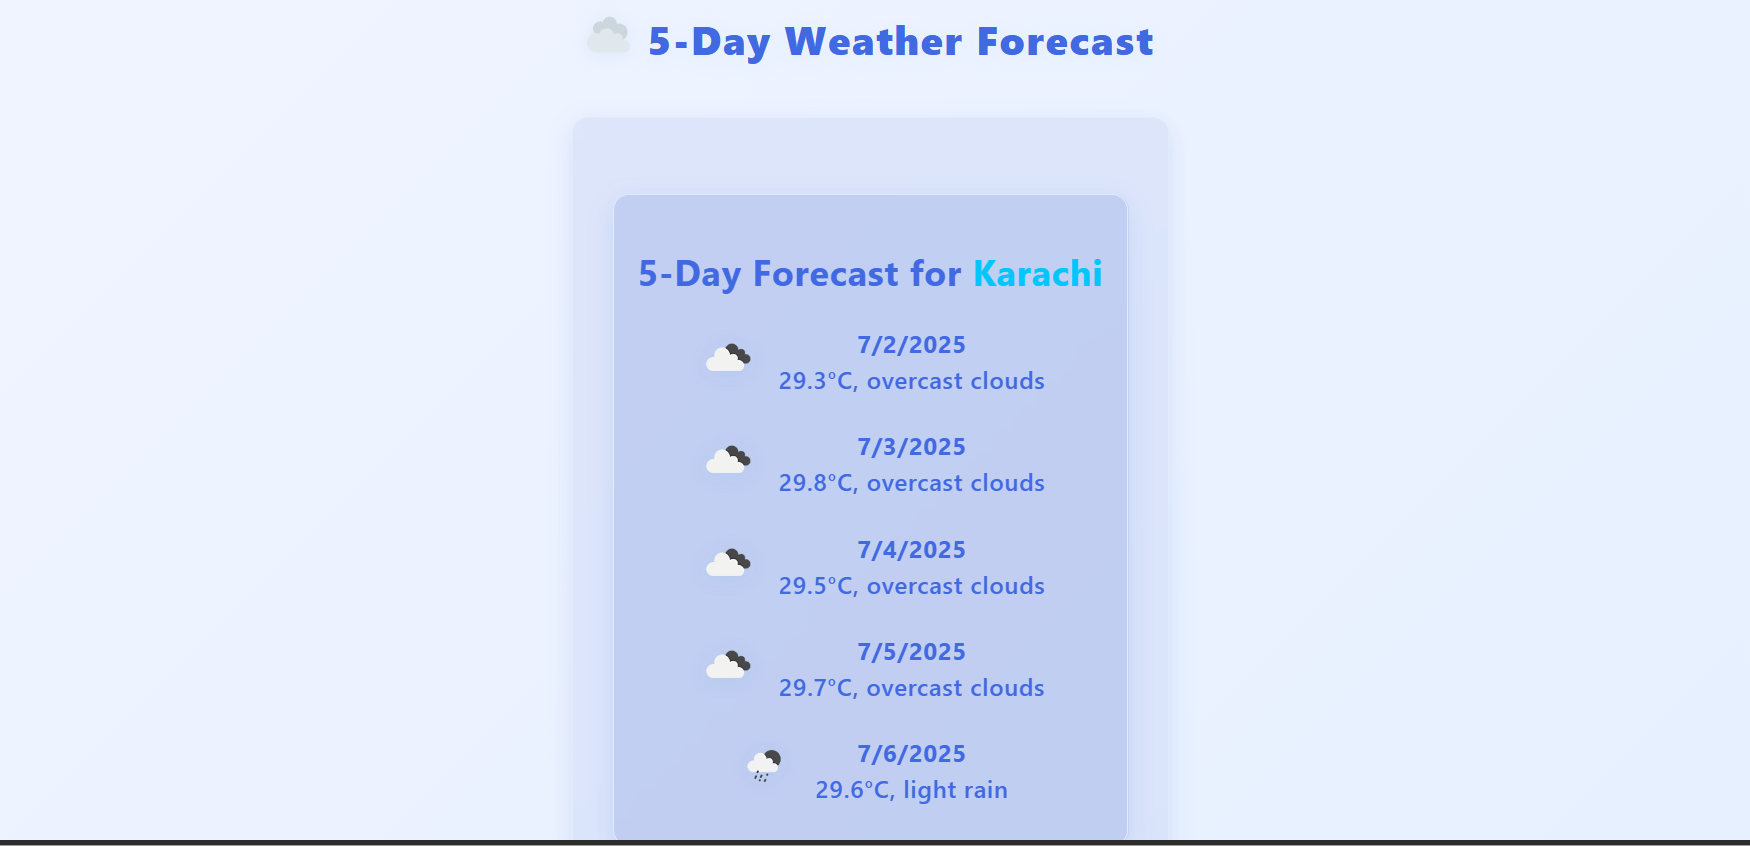 5-Day Weather Forecast
5-Day Forecast for Karachi
7/2/2025
29.3°C, overcast clouds
7/3/2025
29.8°C, overcast clouds
7/4/2025
29.5°C, overcast clouds
7/5/2025
29.7°C, overcast clouds
7/6/2025
29.6°C, light rain